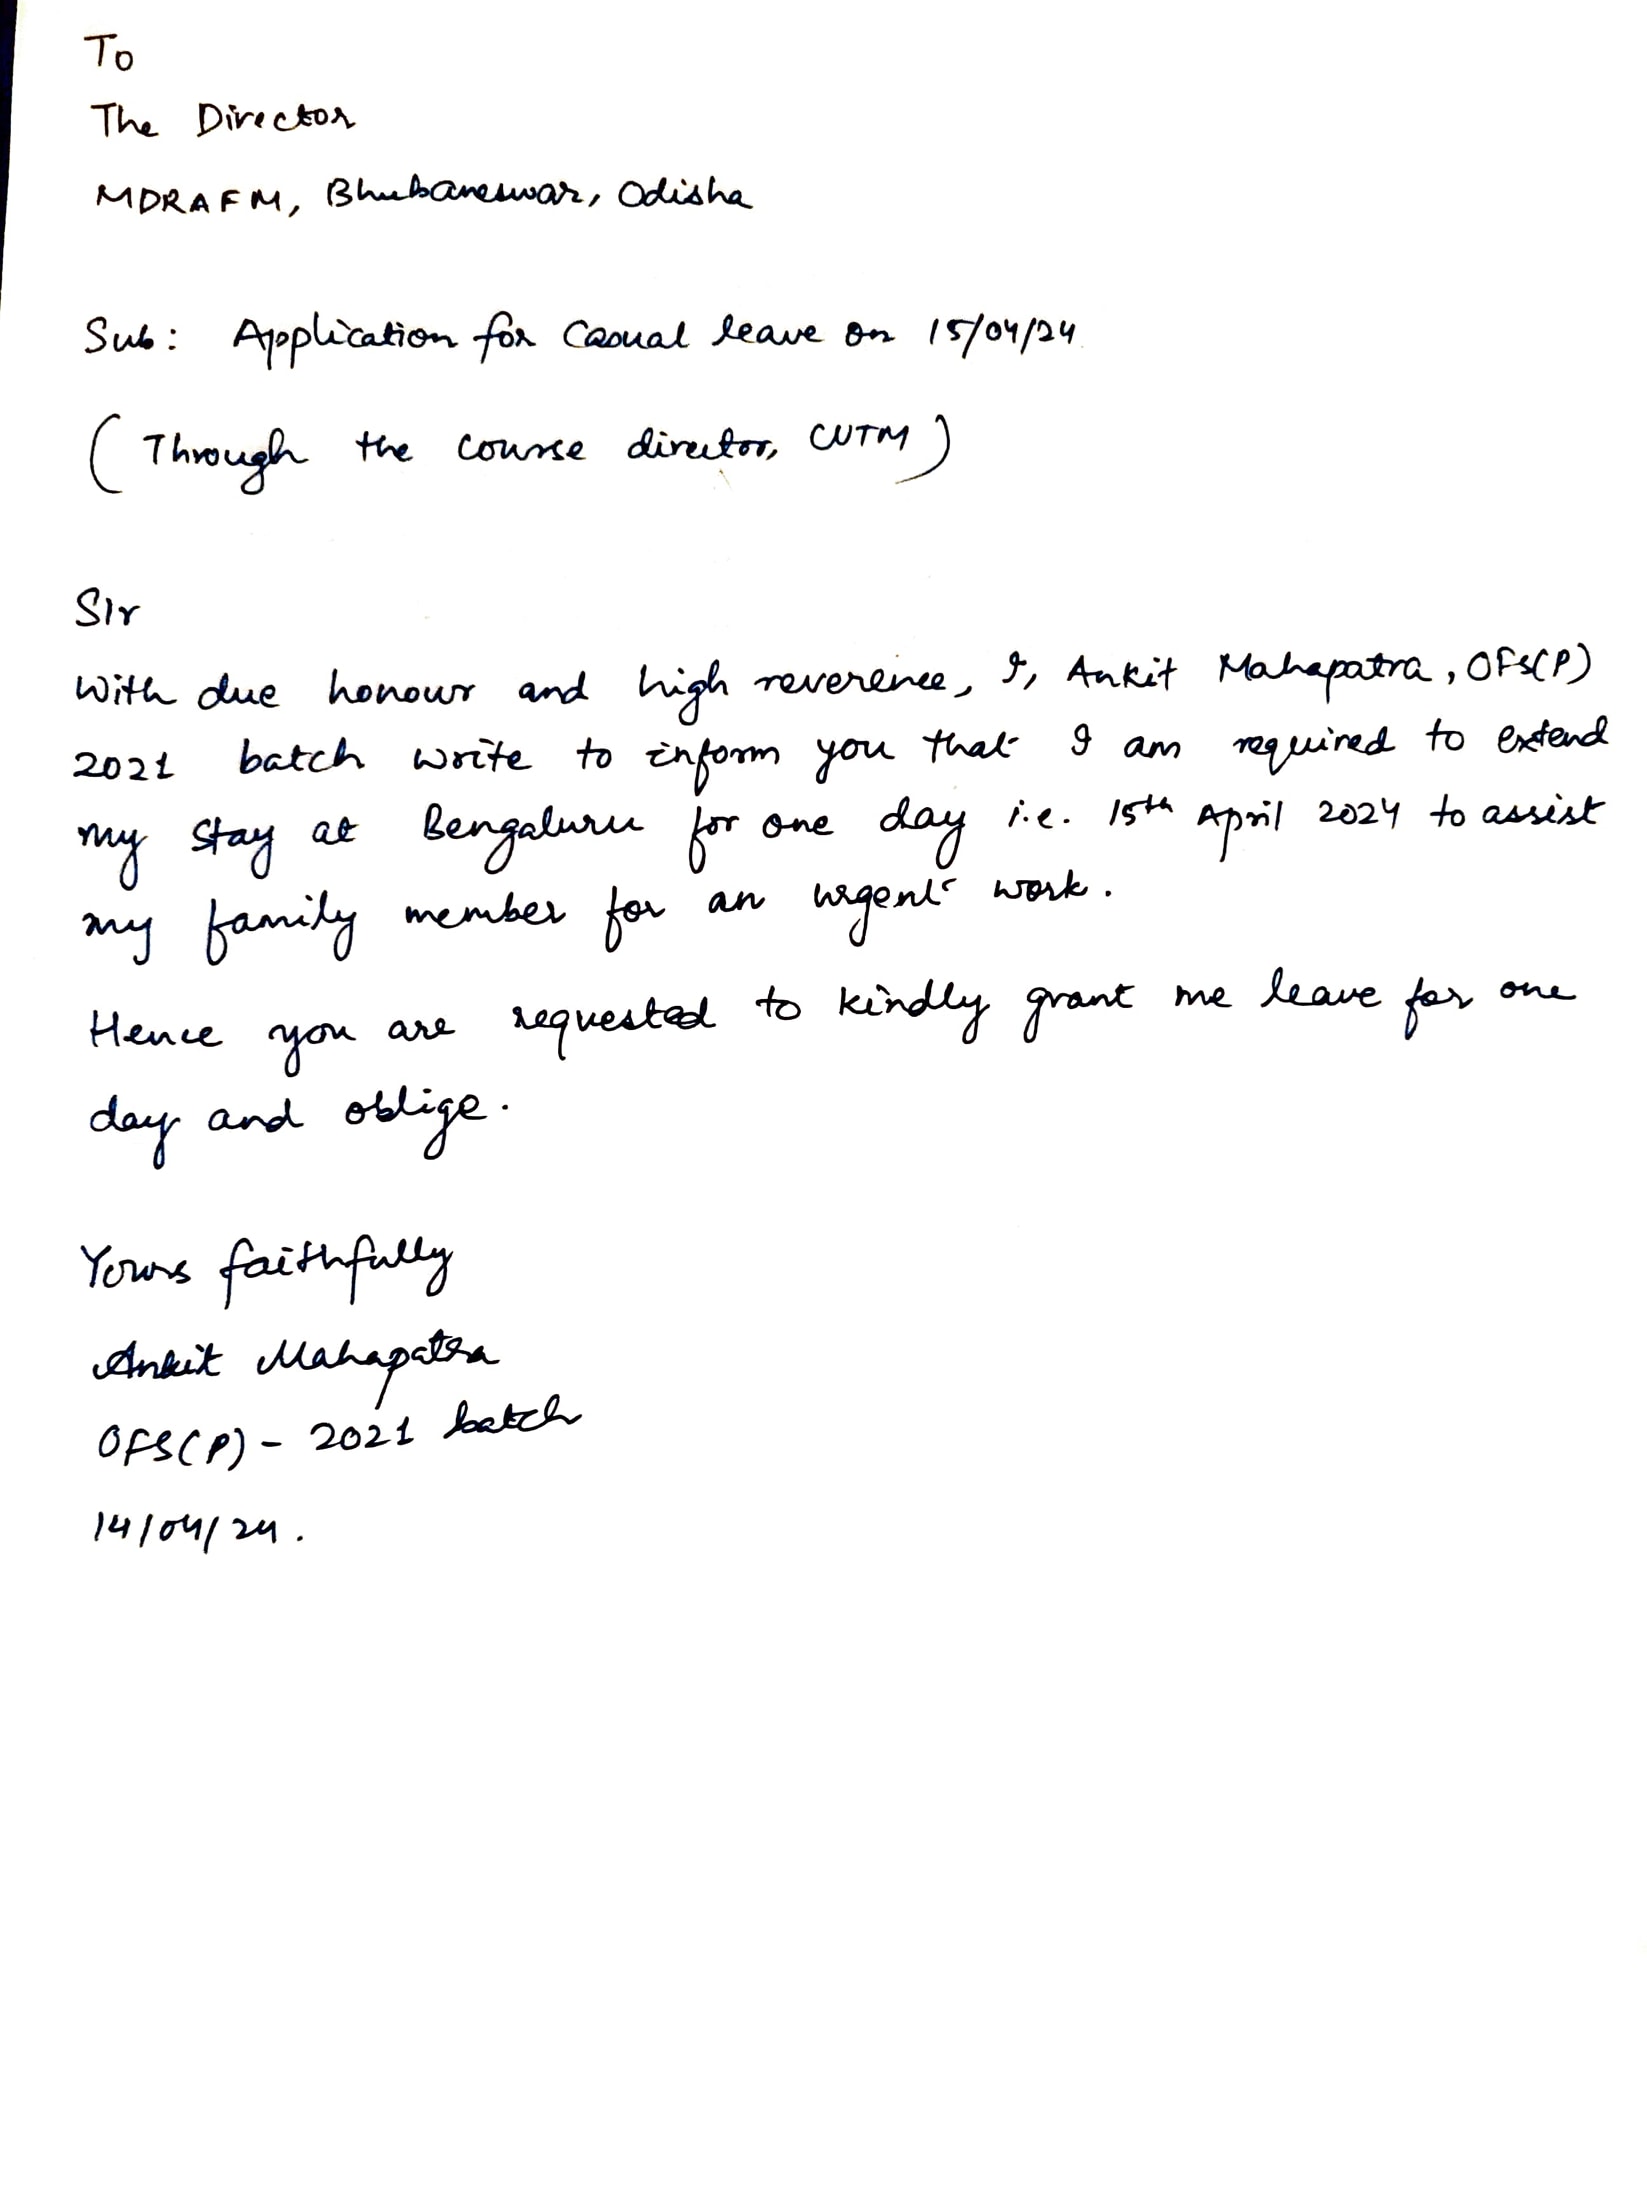 To
The Director
MDRAFM, Bhubaneswar, Odisha
Sub: Application for Casual leave on 15/04/24
(Through the course director, CUTM)
Sir
With due honour and high reverence, I, Ankit Mahapatra, OFS(P)
2021 batch write to inform you that I am required to extend
my stay at Bengaluru for one day i.e. 15th April 2024 to assist
my family member for an urgent work.
Hence you are requested to kindly grant me leave for one
day and oblige.
Yours faithfully
Ankit Mahapatra
OFS(P) - 2021 batch
14/04/24.